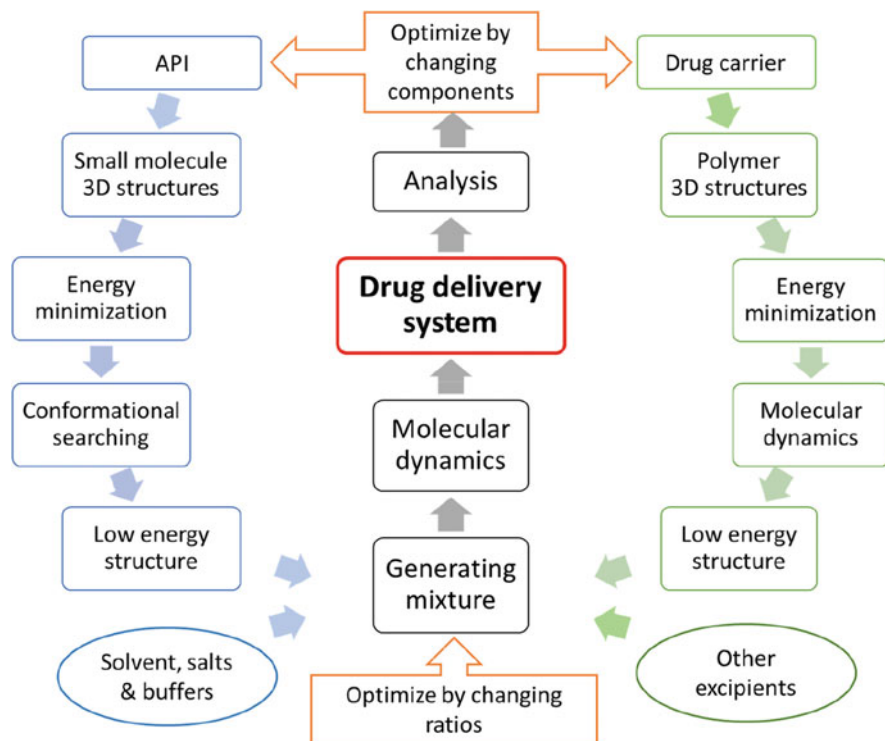 API
Optimize by
changing
components
Drug carrier
Small molecule
3D structures
Analysis
Polymer
3D structures
Energy
minimization
Drug delivery
system
Energy
minimization
Conformational
searching
Molecular
dynamics
Molecular
dynamics
Low energy
structure
Generating
mixture
Low energy
structure
Solvent, salts
& buffers
Optimize by changing
ratios
Other
excipients